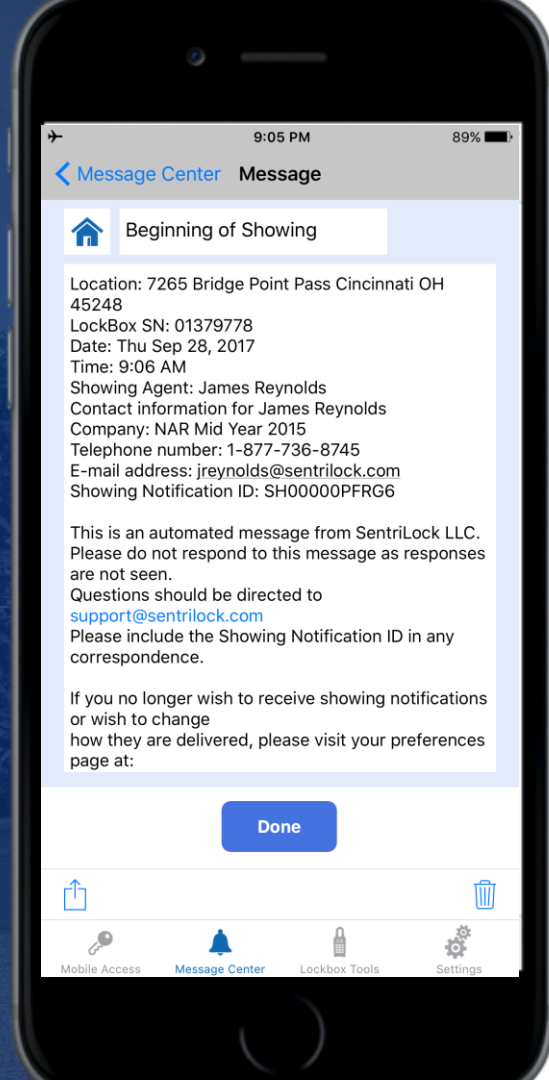 9:05 PM 89%
Message Center Message
Beginning of Showing
Location: 7265 Bridge Point Pass Cincinnati OH
45248
LockBox SN: 01379778
Date: Thu Sep 28, 2017
Time: 9:06 AM
Showing Agent: James Reynolds
Contact information for James Reynolds
Company: NAR Mid Year 2015
Telephone number: 1-877-736-8745
E-mail address: jreynolds@sentrilock.com
Showing Notification ID: SH00000PFRG6
This is an automated message from SentriLock LLC.
Please do not respond to this message as responses
are not seen.
Questions should be directed to
support@sentrilock.com
Please include the Showing Notification ID in any
correspondence.
If you no longer wish to receive showing notifications
or wish to change
how they are delivered, please visit your preferences
page at:
Done
Mobile Access Message Center Lockbox Tools Settings